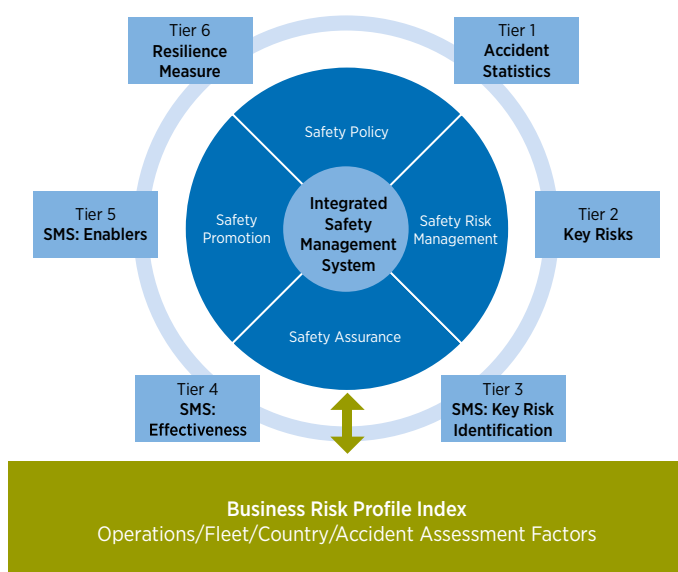 Tier 6
Resilience
Measure
Tier 1
Accident
Statistics
Safety Policy
Tier 5
SMS: Enablers
Safety
Promotion
Integrated
Safety
Management
System
Safety Risk
Management
Tier 2
Key Risks
Safety Assurance
Tier 4
SMS:
Effectiveness
Tier 3
SMS: Key Risk
Identification
Business Risk Profile Index
Operations/Fleet/Country/Accident Assessment Factors